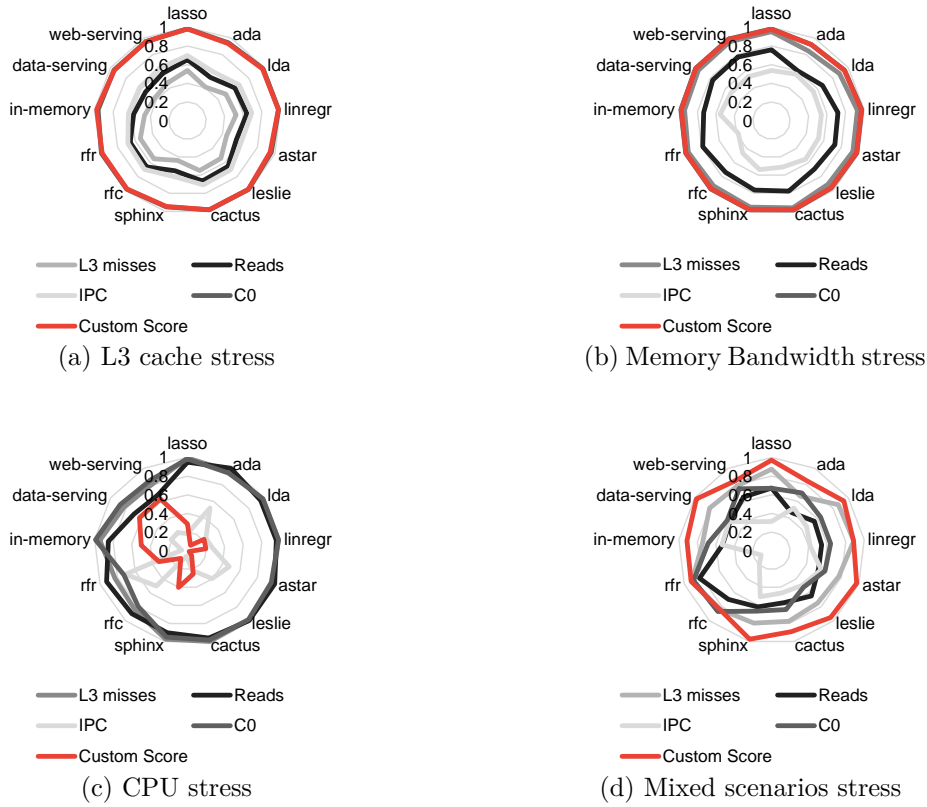 lasso
1
web-serving
ada
0.8
data-serving
0.6
lda
0.4
in-memory
0.2
linregr
0
rfr
astar
rfc
leslie
sphinx
cactus
L3 misses
Reads
IPC
C0
Custom Score
(a) L3 cache stress
lasso
1
web-serving
ada
0.8
data-serving
0.6
lda
0.4
in-memory
0.2
linregr
0
rfr
astar
rfc
leslie
sphinx
cactus
L3 misses
Reads
IPC
C0
Custom Score
(b) Memory Bandwidth stress
lasso
1
web-serving
ada
0.8
data-serving
0.6
lda
0.4
in-memory
0.2
linregr
0
rfr
astar
rfc
leslie
sphinx
cactus
L3 misses
Reads
IPC
C0
Custom Score
(c) CPU stress
lasso
1
web-serving
ada
0.8
data-serving
0.6
lda
0.4
in-memory
0.2
linregr
0
rfr
astar
rfc
leslie
sphinx
cactus
L3 misses
Reads
IPC
C0
Custom Score
(d) Mixed scenarios stress